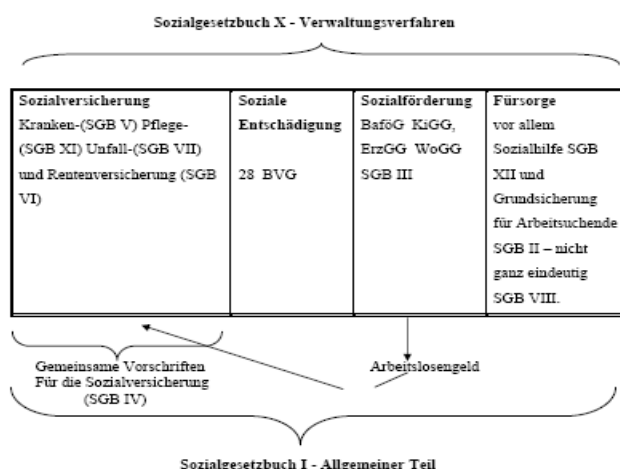 Sozialgesetzbuch X - Verwaltungsverfahren
Sozialversicherung
Kranken-(SGB V) Pflege-
(SGB XI) Unfall-(SGB VII)
und Rentenversicherung (SGB
VI)
Soziale
Entschädigung
28 BVG
Sozialförderung
BaföG KiGG,
ErzGG WoGG
SGB III
Fürsorge
vor allem
Sozialhilfe SGB
XII und
Grundsicherung
für Arbeitsuchende
SGB II – nicht
ganz eindeutig
SGB VIII.
Gemeinsame Vorschriften
Für die Sozialversicherung
(SGB IV)
Arbeitslosengeld
Sozialgesetzbuch I - Allgemeiner Teil